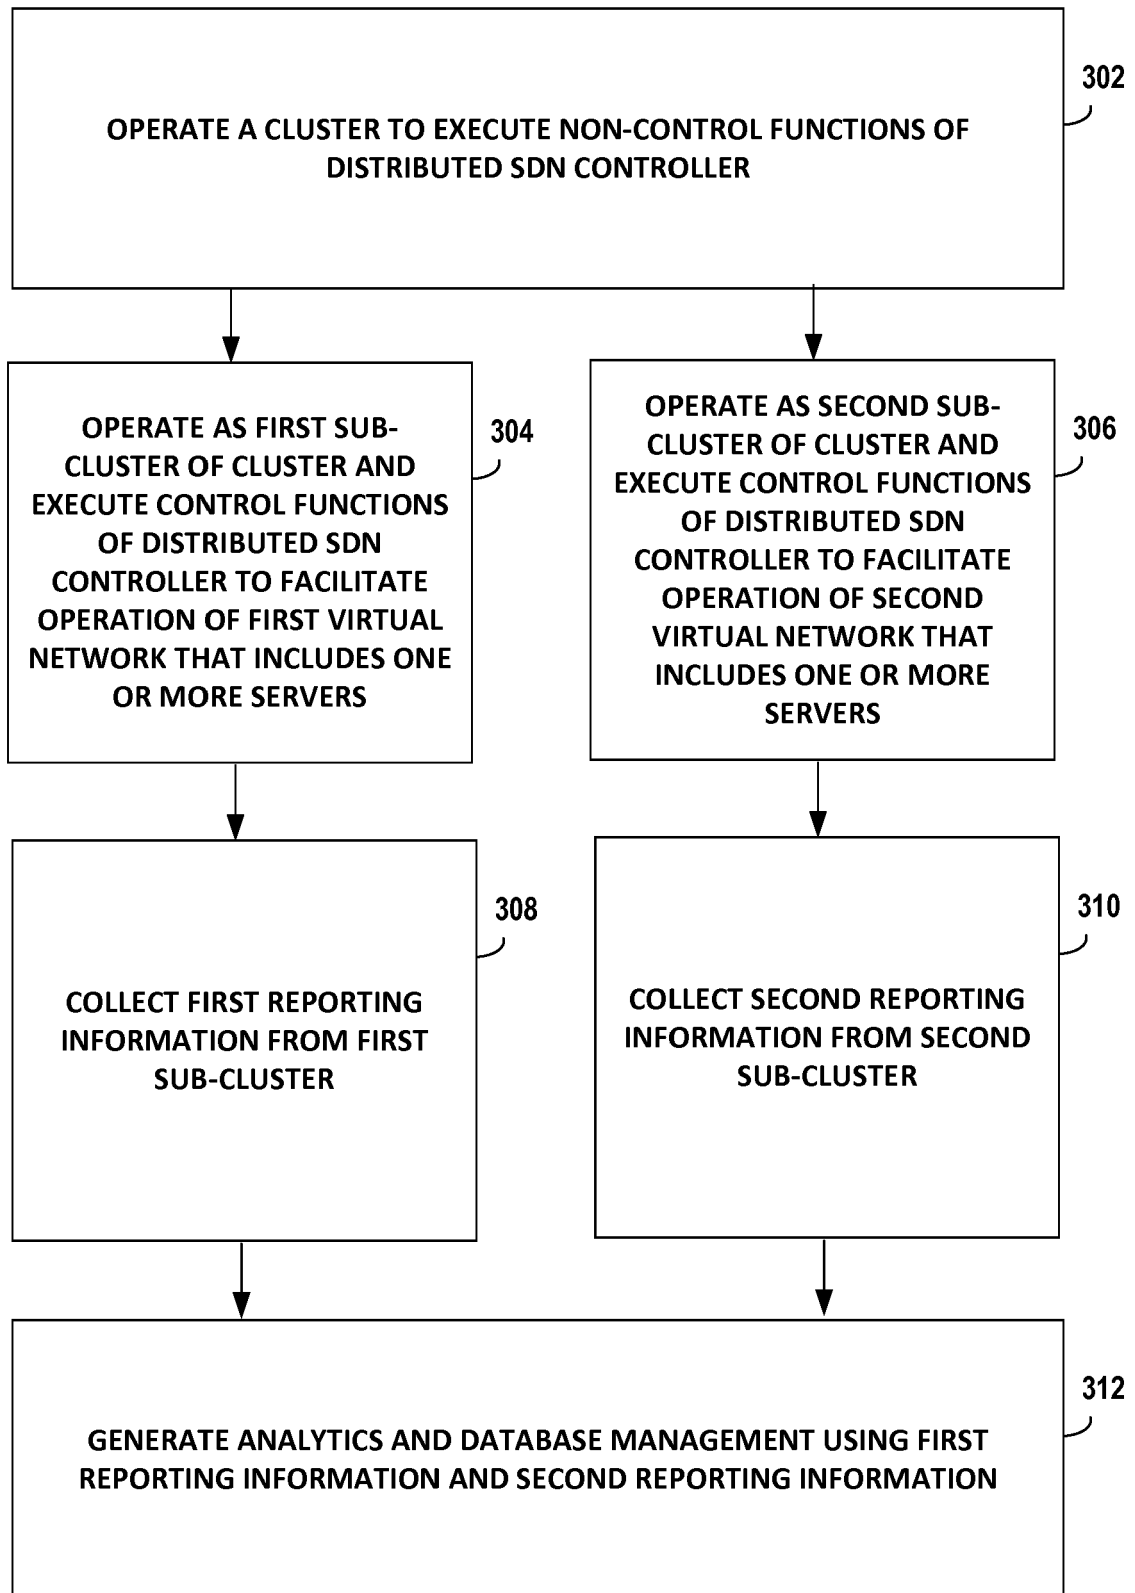 302
OPERATE A CLUSTER TO EXECUTE NON-CONTROL FUNCTIONS OF
DISTRIBUTED SDN CONTROLLER
304
OPERATE AS FIRST SUB-
CLUSTER OF CLUSTER AND
EXECUTE CONTROL FUNCTIONS
OF DISTRIBUTED SDN
CONTROLLER TO FACILITATE
OPERATION OF FIRST VIRTUAL
NETWORK THAT INCLUDES ONE
OR MORE SERVERS
306
OPERATE AS SECOND SUB-
CLUSTER OF CLUSTER AND
EXECUTE CONTROL FUNCTIONS
OF DISTRIBUTED SDN
CONTROLLER TO FACILITATE
OPERATION OF SECOND
VIRTUAL NETWORK THAT
INCLUDES ONE OR MORE
SERVERS
308
COLLECT FIRST REPORTING
INFORMATION FROM FIRST
SUB-CLUSTER
310
COLLECT SECOND REPORTING
INFORMATION FROM SECOND
SUB-CLUSTER
312
GENERATE ANALYTICS AND DATABASE MANAGEMENT USING FIRST
REPORTING INFORMATION AND SECOND REPORTING INFORMATION